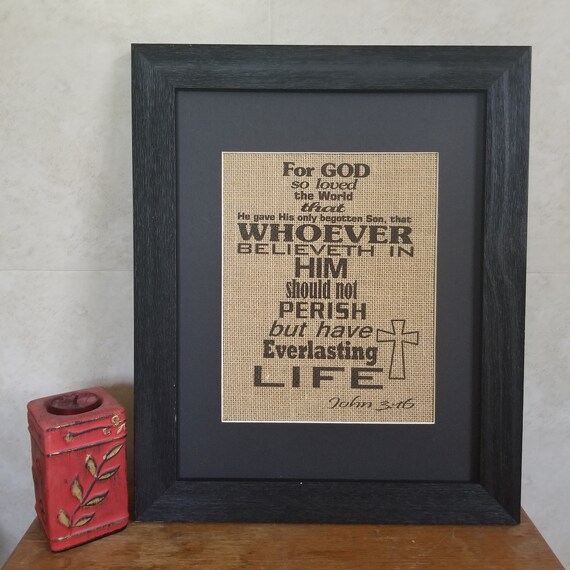 For GOD
so loved
the World
that
He gave His only begotten Son, that
WHOEVER
BELIEVETH IN
HIM
should not
PERISH
but have
Everlasting
LIFE
John 3:16